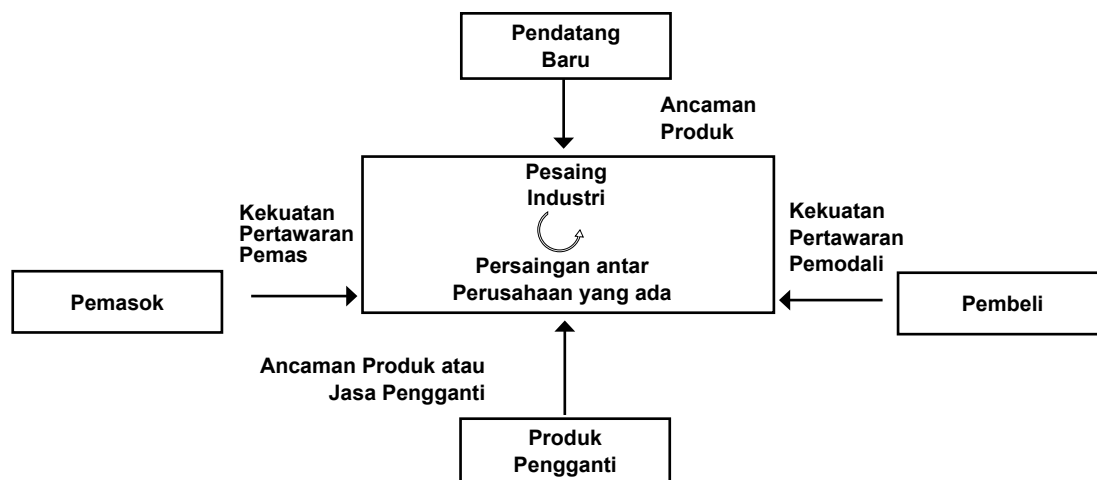 Pendatang
Baru
Ancaman
Produk
Pesaing
Industri
Kekuatan
Pertawaran
Pemas
Kekuatan
Pertawaran
Pemodali
Persaingan antar
Perusahaan yang ada
Pemasok
Pembeli
Ancaman Produk atau
Jasa Pengganti
Produk
Pengganti